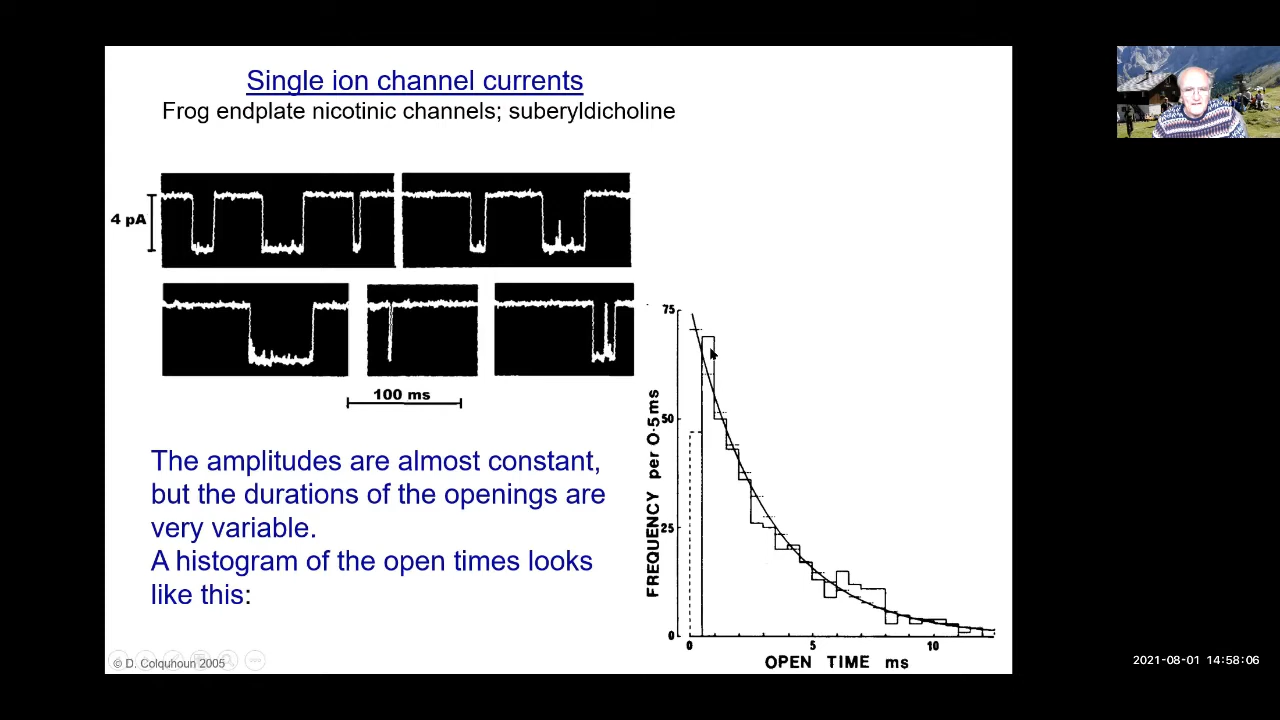 Single ion channel currents
Frog endplate nicotinic channels; suberyldicholine
4 pA
100 ms
The amplitudes are almost constant,
but the durations of the openings are
very variable.
A histogram of the open times looks
like this:
75
50
25
0
FREQUENCY per 0·5 ms
0 5 10
OPEN TIME ms
© D. Colquhoun 2005
2021-08-01 14:58:06